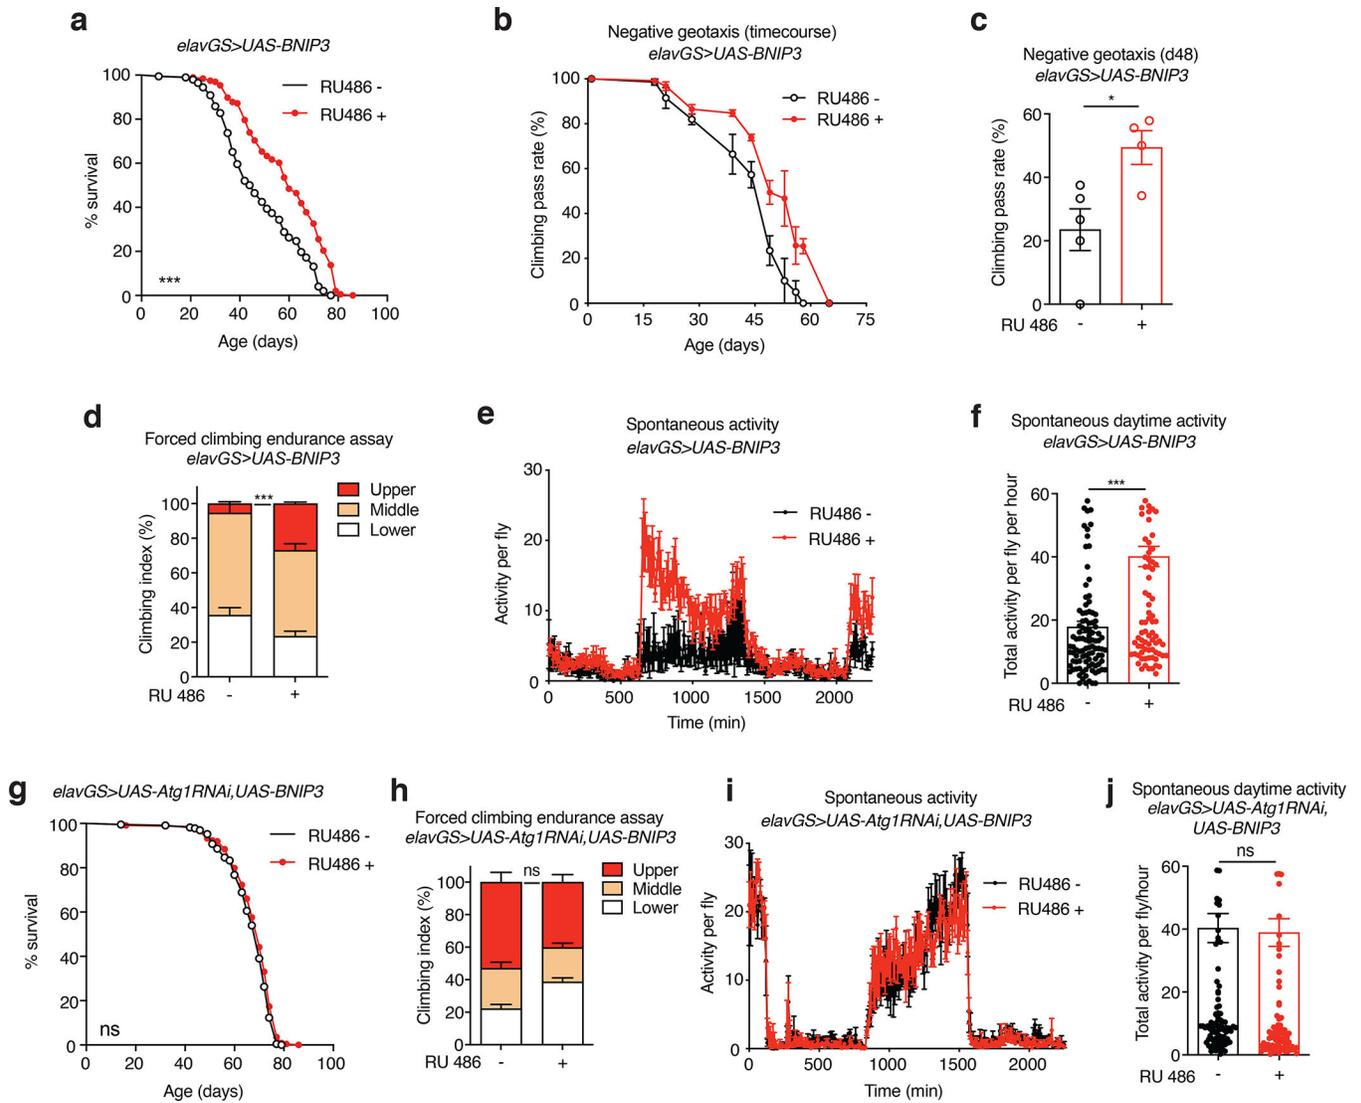 a
elavGS>UAS-BNIP3
RU486 -
RU486 +
% survival
100
80
60
40
20
0
***
0 20 40 60 80 100
Age (days)
b
Negative geotaxis (timecourse)
elavGS>UAS-BNIP3
RU486 -
RU486 +
Climbing pass rate (%)
100
80
60
40
20
0
0 15 30 45 60 75
Age (days)
c
Negative geotaxis (d48)
elavGS>UAS-BNIP3
*
Climbing pass rate (%)
60
40
20
0
RU 486 - +
d
Forced climbing endurance assay
elavGS>UAS-BNIP3
***
Upper
Middle
Lower
Climbing index (%)
100
80
60
40
20
0
RU 486 - +
e
Spontaneous activity
elavGS>UAS-BNIP3
RU486 -
RU486 +
Activity per fly
30
20
10
0
0 500 1000 1500 2000
Time (min)
f
Spontaneous daytime activity
elavGS>UAS-BNIP3
***
Total activity per fly per hour
60
40
20
0
RU 486 - +
g
elavGS>UAS-Atg1RNAi,UAS-BNIP3
RU486 -
RU486 +
% survival
100
80
60
40
20
0
ns
0 20 40 60 80 100
Age (days)
h
Forced climbing endurance assay
elavGS>UAS-Atg1RNAi,UAS-BNIP3
ns
Upper
Middle
Lower
Climbing index (%)
100
80
60
40
20
0
RU 486 - +
i
Spontaneous activity
elavGS>UAS-Atg1RNAi,UAS-BNIP3
RU486 -
RU486 +
Activity per fly
30
20
10
0
0 500 1000 1500 2000
Time (min)
j
Spontaneous daytime activity
elavGS>UAS-Atg1RNAi,
UAS-BNIP3
ns
Total activity per fly/hour
60
40
20
0
RU 486 - +